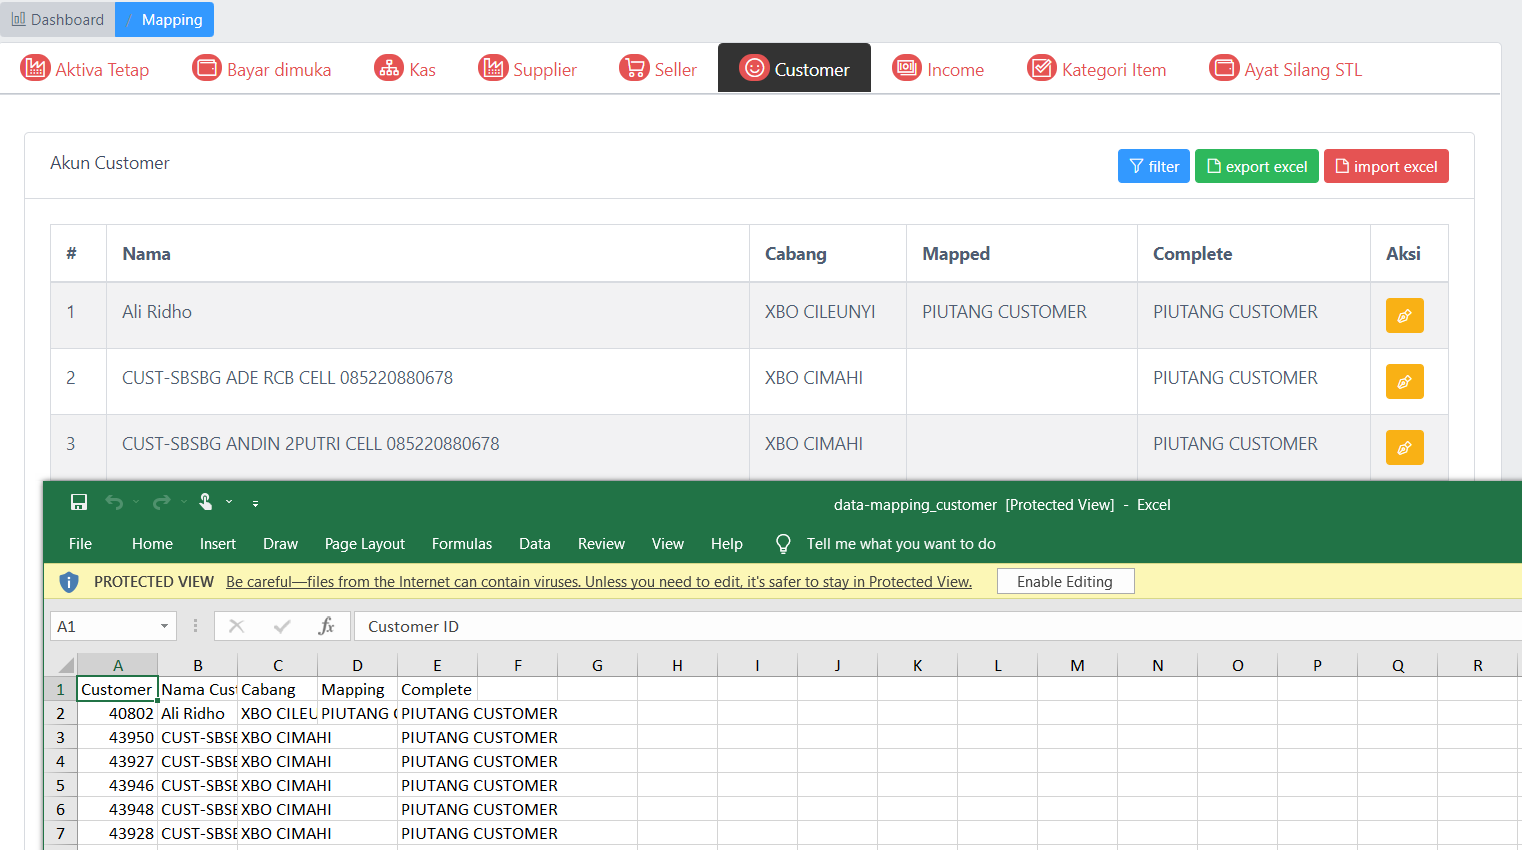 Dashboard / Mapping
Aktiva Tetap Bayar dimuka Kas Supplier Seller Customer Income Kategori Item Ayat Silang STL
Akun Customer
filter export excel import excel
# Nama Cabang Mapped Complete Aksi
1 Ali Ridho XBO CILEUNYI PIUTANG CUSTOMER PIUTANG CUSTOMER
2 CUST-SBSBG ADE RCB CELL 085220880678 XBO CIMAHI PIUTANG CUSTOMER
3 CUST-SBSBG ANDIN 2PUTRI CELL 085220880678 XBO CIMAHI PIUTANG CUSTOMER
data-mapping_customer [Protected View] - Excel
File Home Insert Draw Page Layout Formulas Data Review View Help Tell me what you want to do
PROTECTED VIEW Be careful—files from the Internet can contain viruses. Unless you need to edit, it's safer to stay in Protected View. Enable Editing
A1 fx Customer ID
A B C D E F G H I J K L M N O P Q R
1 Customer Nama Cust Cabang Mapping Complete
2 40802 Ali Ridho XBO CILEU PIUTANG C PIUTANG CUSTOMER
3 43950 CUST-SBSB XBO CIMAHI PIUTANG CUSTOMER
4 43927 CUST-SBSB XBO CIMAHI PIUTANG CUSTOMER
5 43946 CUST-SBSB XBO CIMAHI PIUTANG CUSTOMER
6 43948 CUST-SBSB XBO CIMAHI PIUTANG CUSTOMER
7 43928 CUST-SBSB XBO CIMAHI PIUTANG CUSTOMER